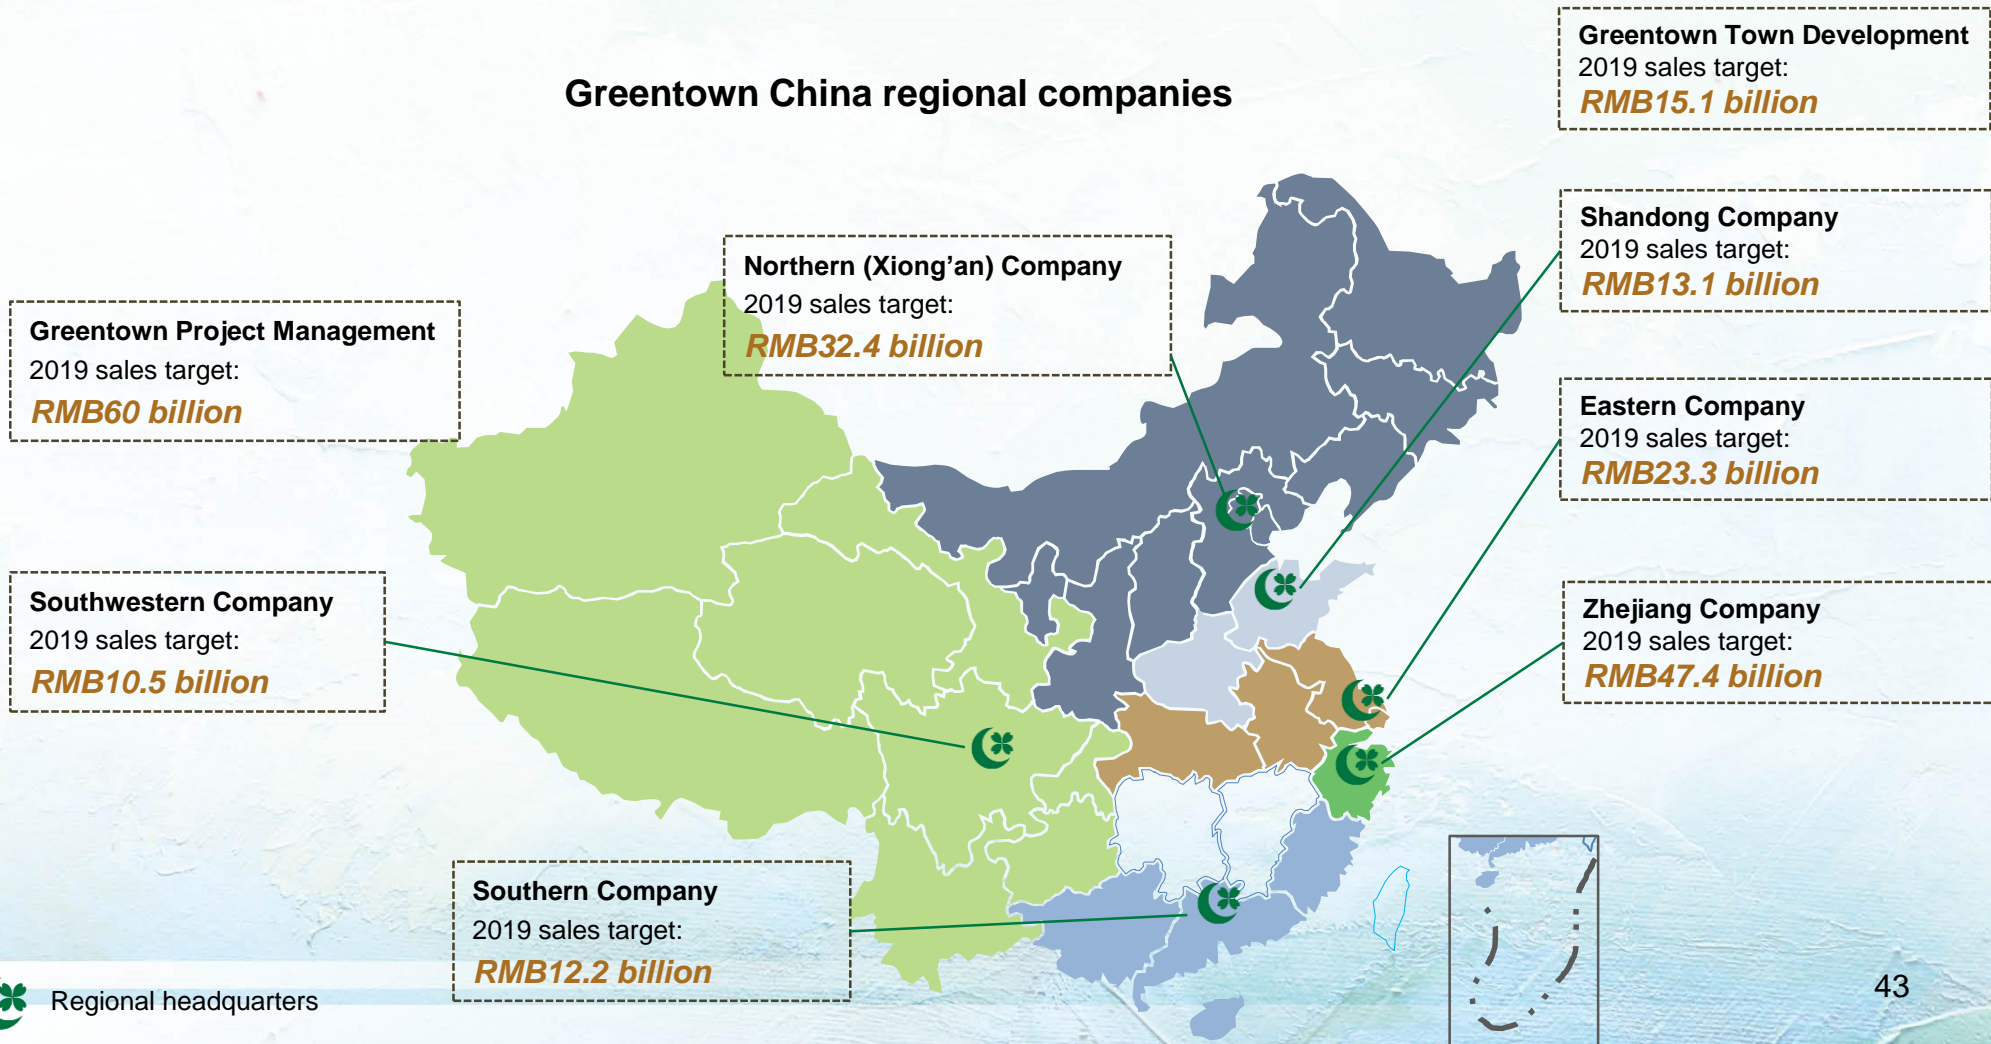 Greentown China regional companies
Greentown Town Development
2019 sales target:
RMB15.1 billion
Shandong Company
2019 sales target:
RMB13.1 billion
Northern (Xiong’an) Company
2019 sales target:
RMB32.4 billion
Greentown Project Management
2019 sales target:
RMB60 billion
Eastern Company
2019 sales target:
RMB23.3 billion
Southwestern Company
2019 sales target:
RMB10.5 billion
Zhejiang Company
2019 sales target:
RMB47.4 billion
Southern Company
2019 sales target:
RMB12.2 billion
Regional headquarters
43